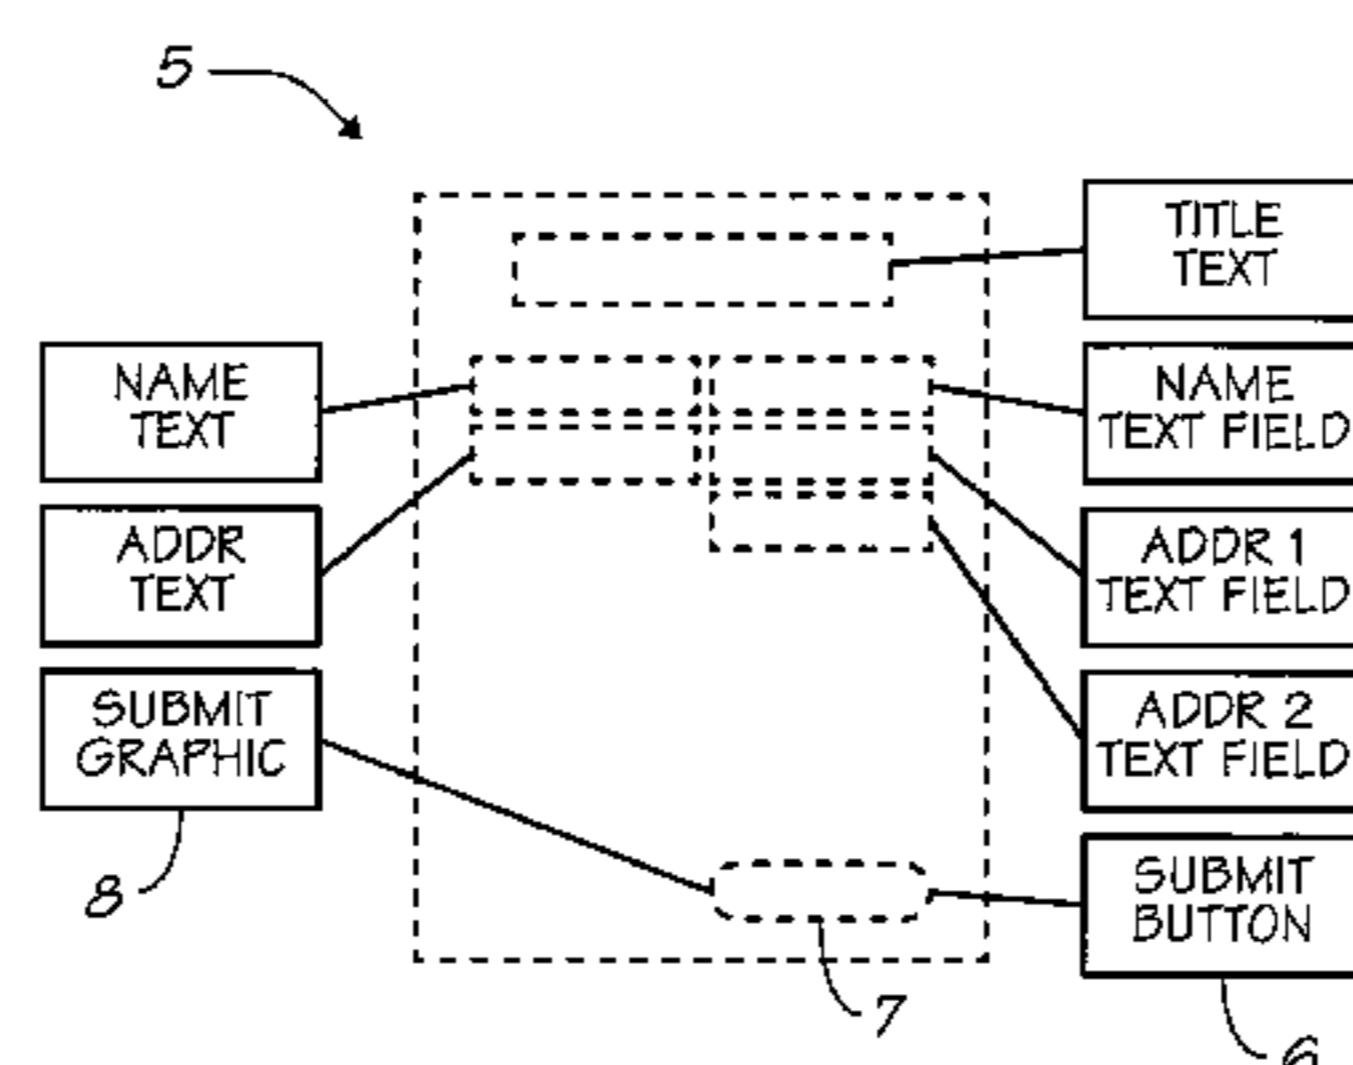 5
TITLE
TEXT
NAME
TEXT
NAME
TEXT FIELD
ADDR
TEXT
ADDR 1
TEXT FIELD
SUBMIT
GRAPHIC
ADDR 2
TEXT FIELD
8
SUBMIT
BUTTON
7
6